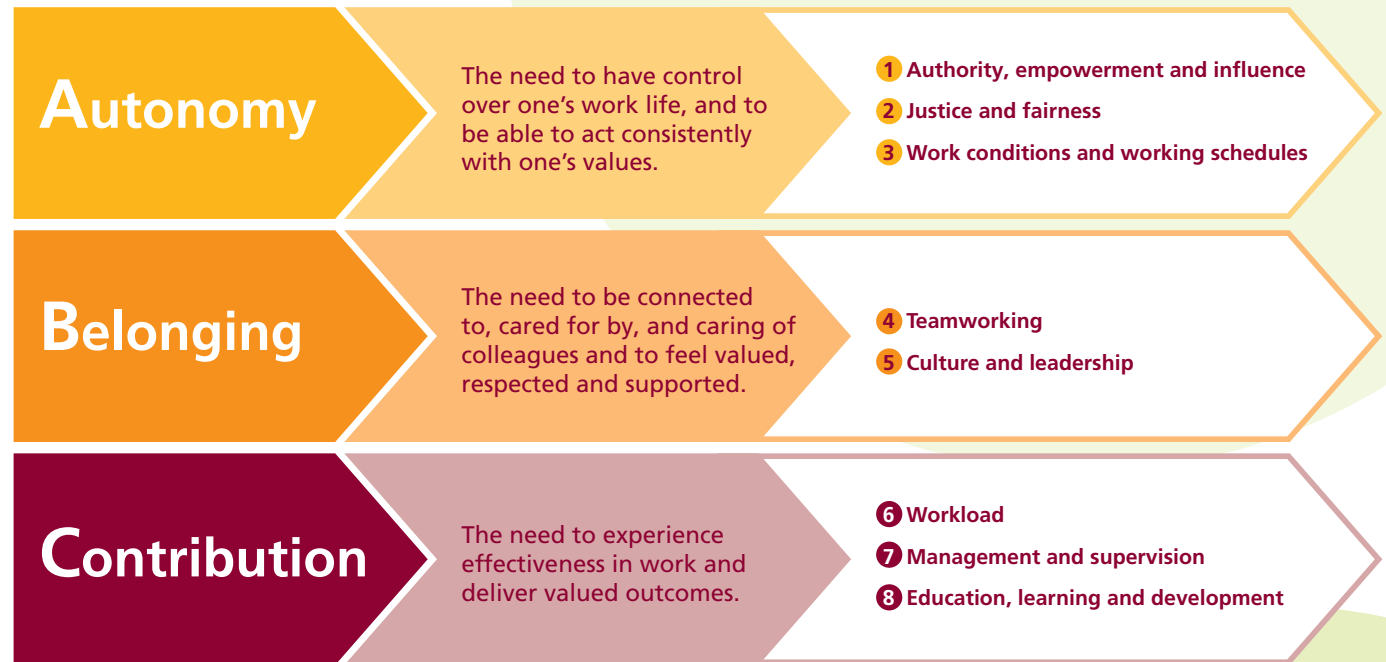 Autonomy
The need to have control
over one’s work life, and to
be able to act consistently
with one’s values.
1 Authority, empowerment and influence
2 Justice and fairness
3 Work conditions and working schedules
Belonging
The need to be connected
to, cared for by, and caring of
colleagues and to feel valued,
respected and supported.
4 Teamworking
5 Culture and leadership
Contribution
The need to experience
effectiveness in work and
deliver valued outcomes.
6 Workload
7 Management and supervision
8 Education, learning and development